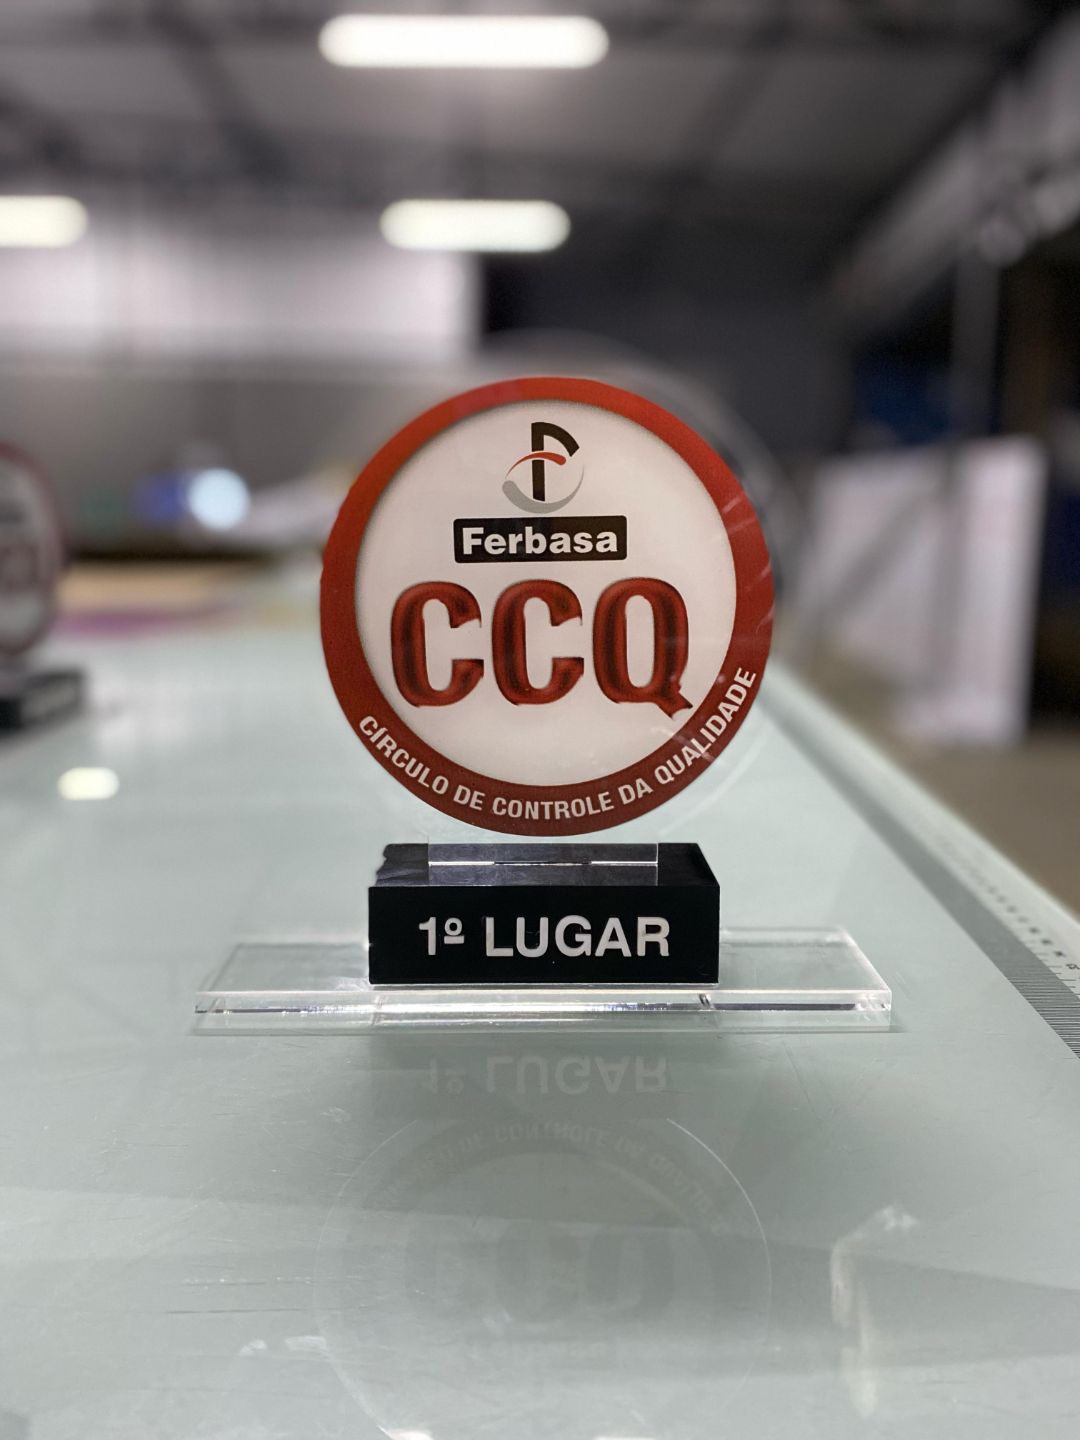 Ferbasa
CCQ
CÍRCULO DE CONTROLE DA QUALIDADE
1º LUGAR